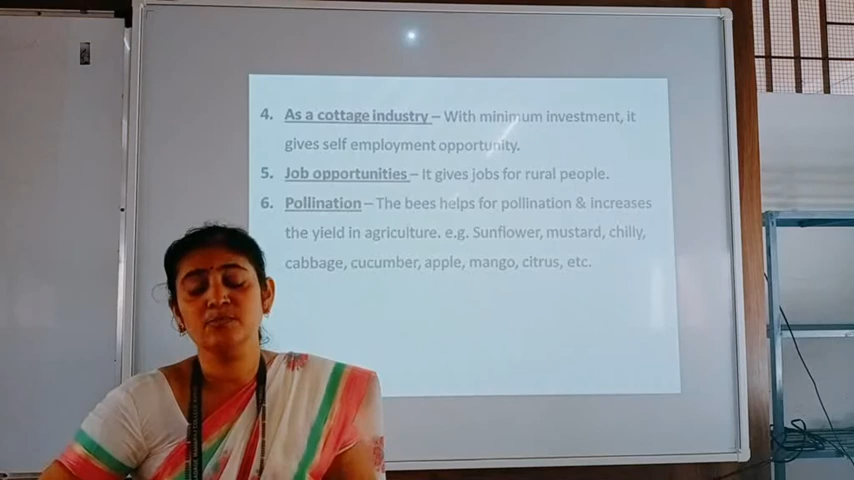 4. As a cottage industry – With minimum investment, it
gives self employment opportunity.
5. Job opportunities – It gives jobs for rural people.
6. Pollination – The bees helps for pollination & increases
the yield in agriculture. e.g. Sunflower, mustard, chilly,
cabbage, cucumber, apple, mango, citrus, etc.